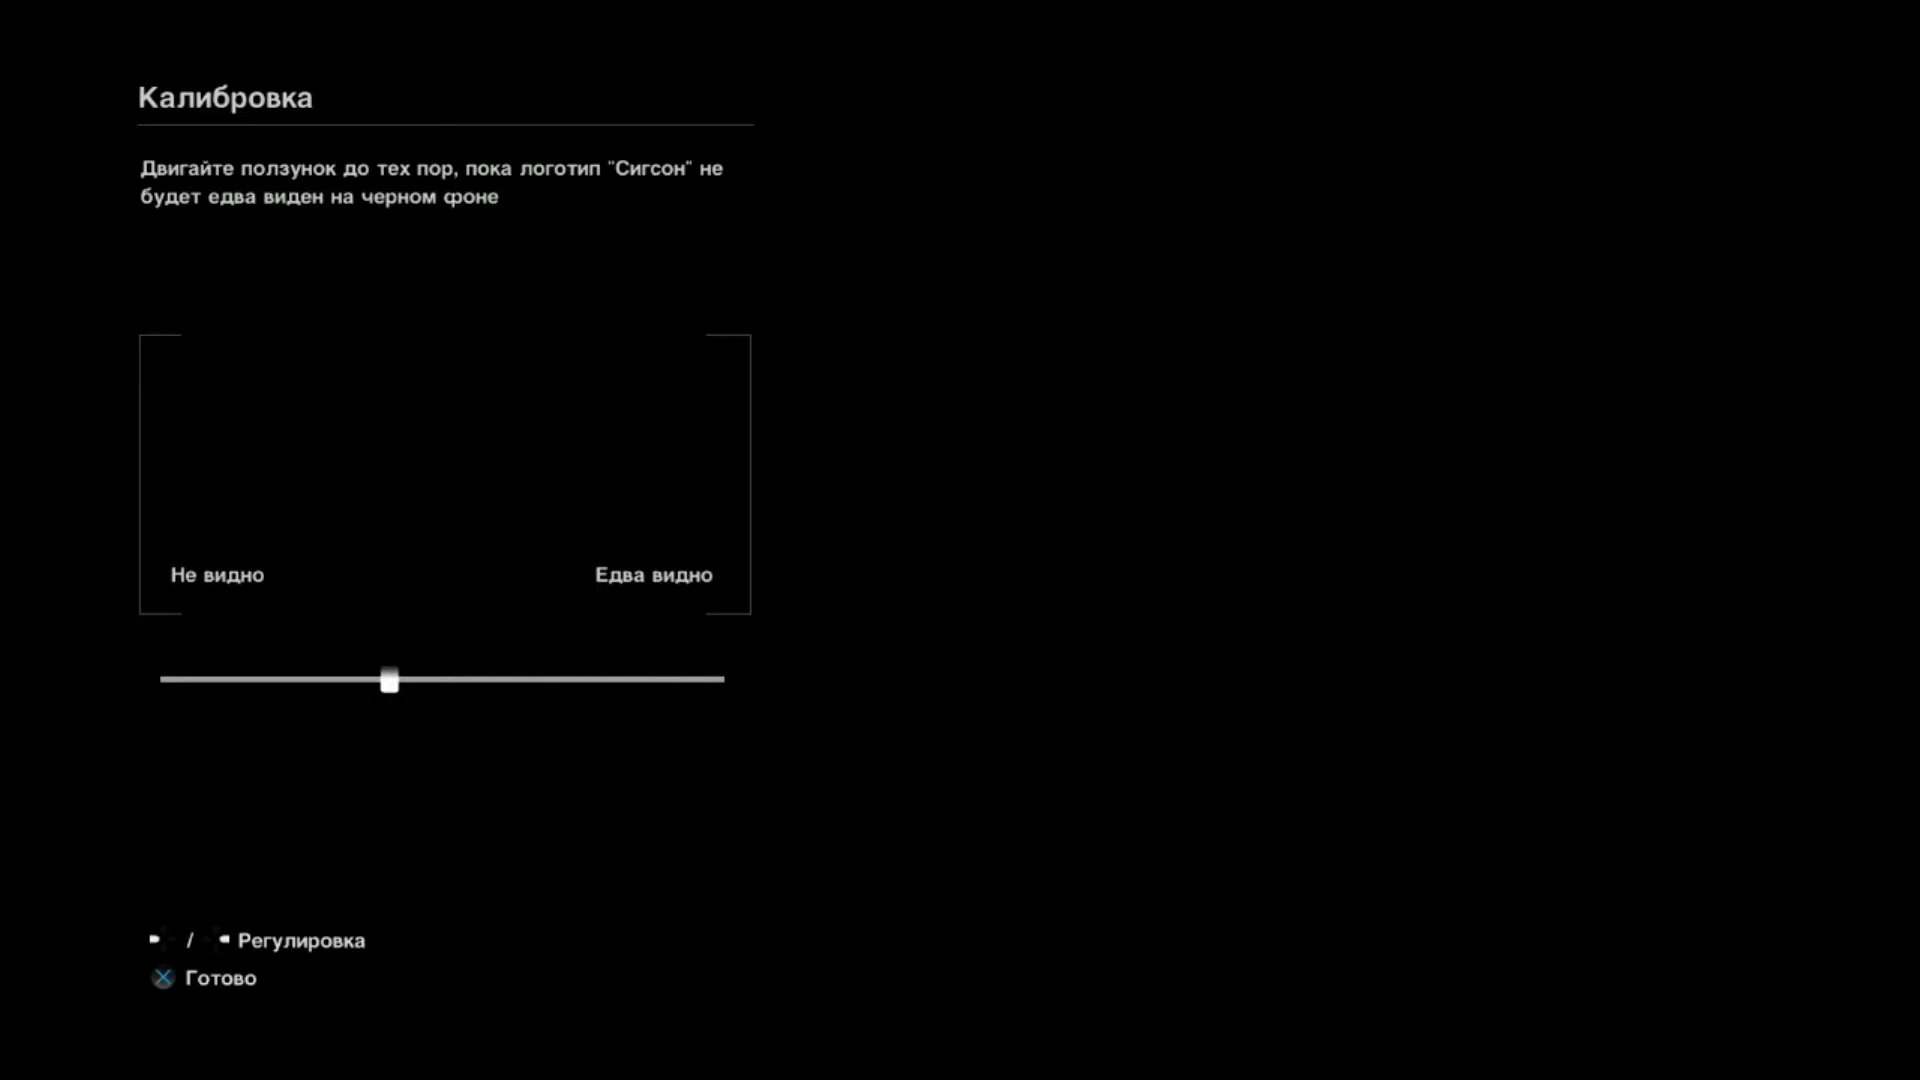 Калибровка
Двигайте ползунок до тех пор, пока логотип "Сигсон" не
будет едва виден на черном фоне
Не видно
Едва видно
/ Регулировка
Готово